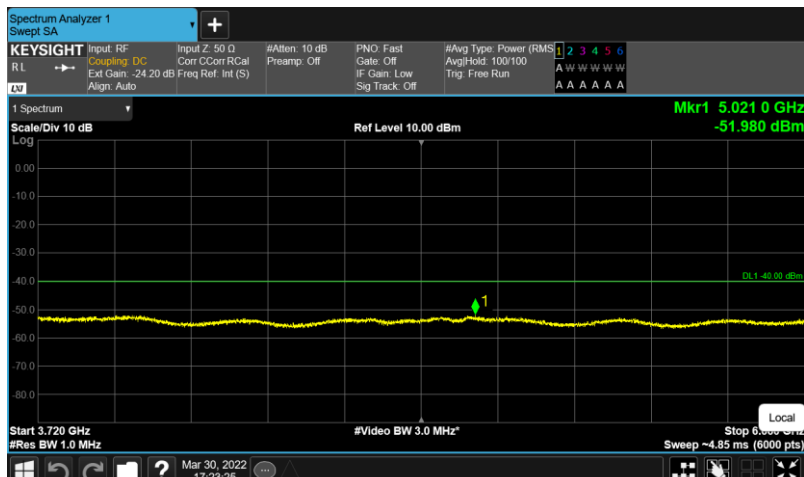 Spectrum Analyzer 1
Swept SA
KEYSIGHT Input: RF Input Z: 50 Ω #Atten: 10 dB PNO: Fast #Avg Type: Power (RMS 1 2 3 4 5 6
RL Coupling: DC Corr CCorr RCal Preamp: Off Gate: Off Avg|Hold: 100/100 A W W W W W
Ext Gain: -24.20 dB Freq Ref: Int (S) IF Gain: Low Trig: Free Run
LXI Align: Auto Sig Track: Off A A A A A A
1 Spectrum
Mkr1 5.021 0 GHz
Scale/Div 10 dB Ref Level 10.00 dBm -51.980 dBm
Log
0.00
-10.0
-20.0
-30.0
DL1 -40.00 dBm
-40.0
1
-50.0
-60.0
-70.0
-80.0
Local
Start 3.720 GHz #Video BW 3.0 MHz* Stop
#Res BW 1.0 MHz Sweep ~4.85 ms (6000 pts)
? Mar 30, 2022
17:23:25